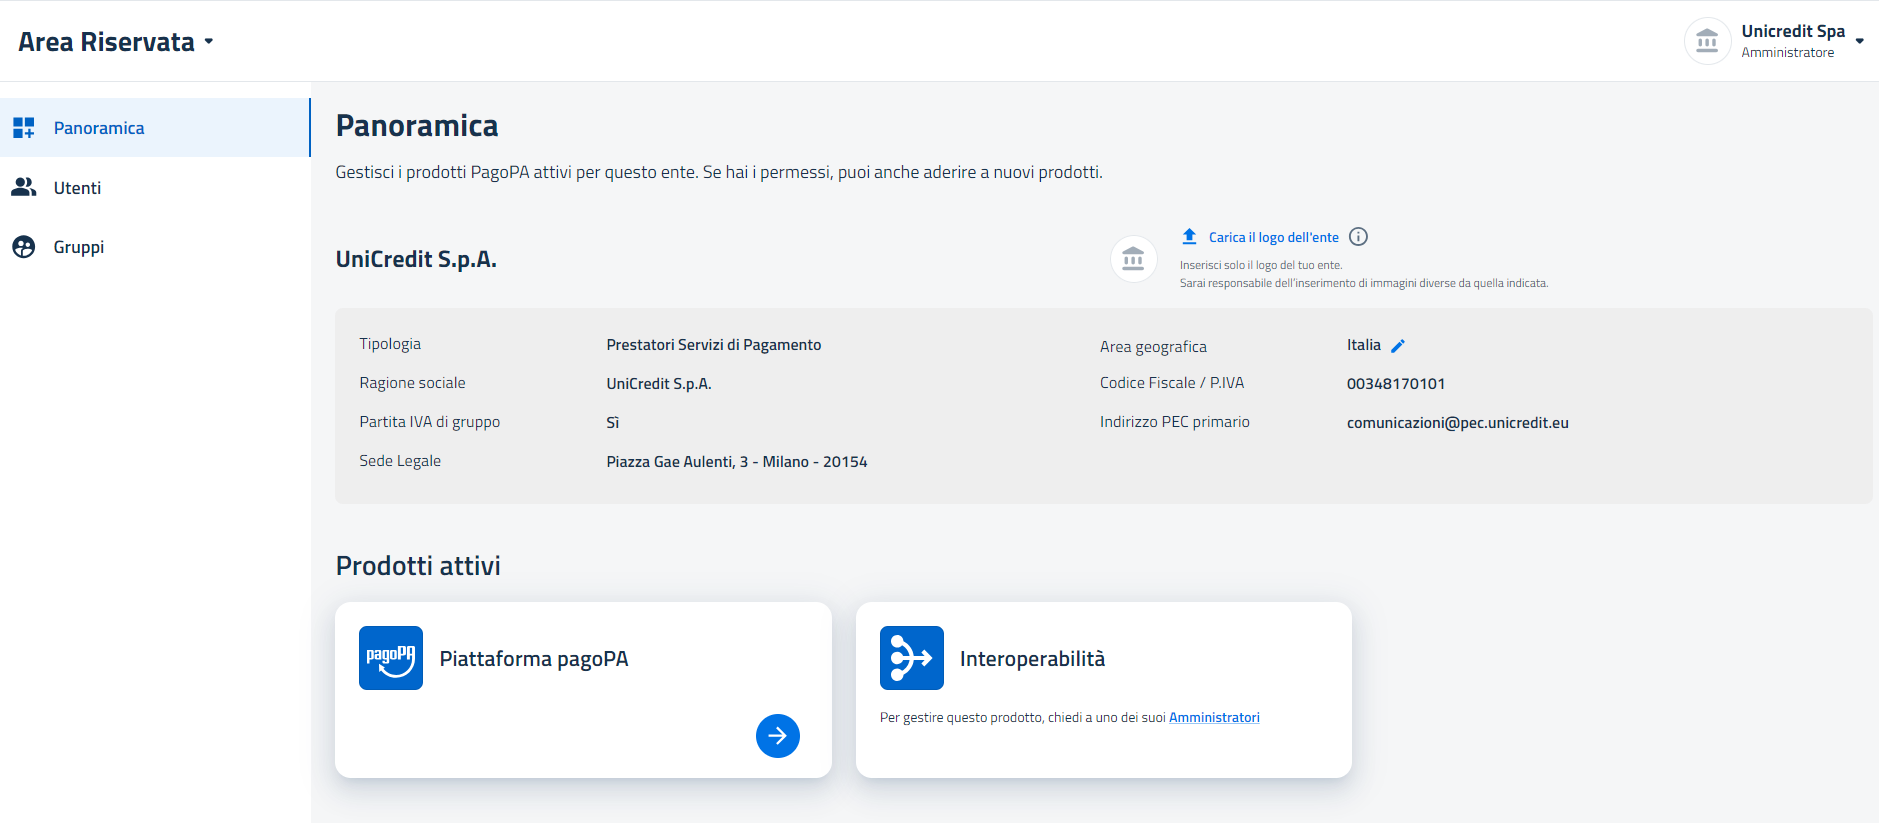 Area Riservata
Unicredit Spa
Amministratore
Panoramica
Utenti
Gruppi
Panoramica
Gestisci i prodotti PagoPA attivi per questo ente. Se hai i permessi, puoi anche aderire a nuovi prodotti.
UniCredit S.p.A.
Carica il logo dell'ente
Inserisci solo il logo del tuo ente.
Sarai responsabile dell'inserimento di immagini diverse da quella indicata.
Tipologia Prestatori Servizi di Pagamento
Ragione sociale UniCredit S.p.A.
Partita IVA di gruppo Sì
Sede Legale Piazza Gae Aulenti, 3 - Milano - 20154
Area geografica Italia
Codice Fiscale / P.IVA 00348170101
Indirizzo PEC primario comunicazioni@pec.unicredit.eu
Prodotti attivi
pagoPA
Piattaforma pagoPA
Interoperabilità
Per gestire questo prodotto, chiedi a uno dei suoi Amministratori